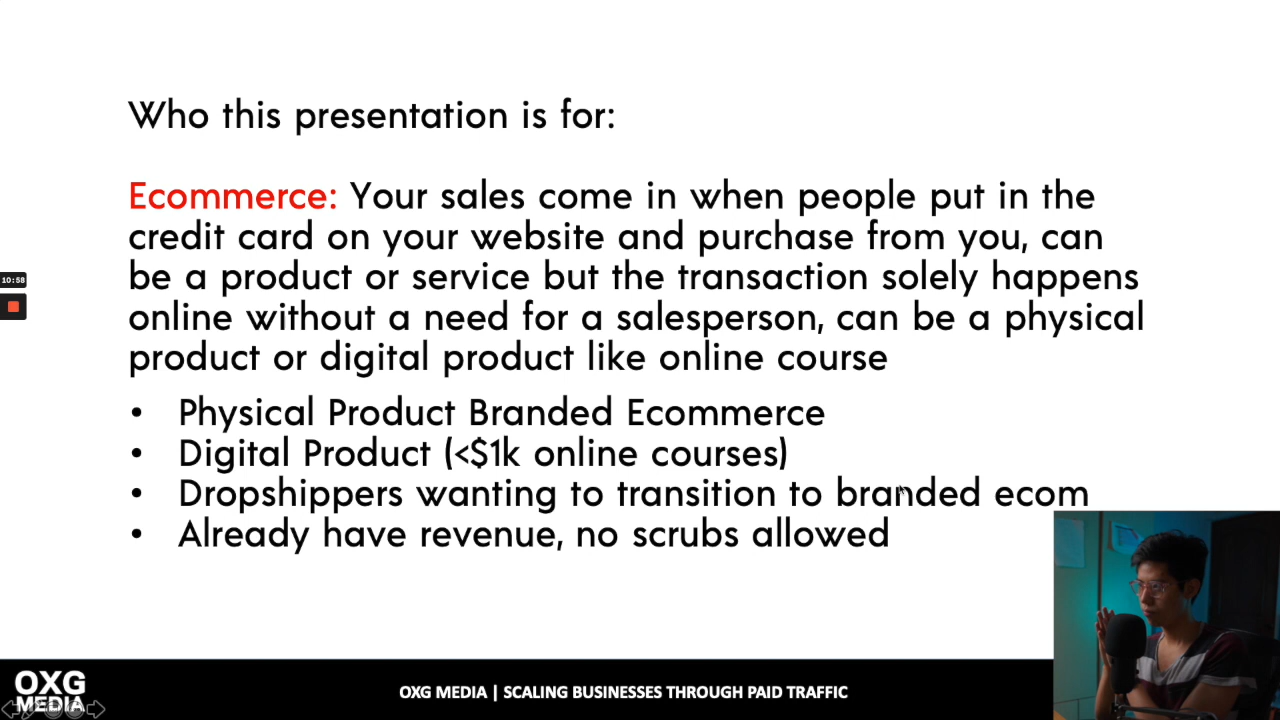 Who this presentation is for:
Ecommerce: Your sales come in when people put in the
credit card on your website and purchase from you, can
be a product or service but the transaction solely happens
online without a need for a salesperson, can be a physical
product or digital product like online course
• Physical Product Branded Ecommerce
• Digital Product (<$1k online courses)
• Dropshippers wanting to transition to branded ecom
• Already have revenue, no scrubs allowed
10:58
OXG
MEDIA
OXG MEDIA | SCALING BUSINESSES THROUGH PAID TRAFFIC